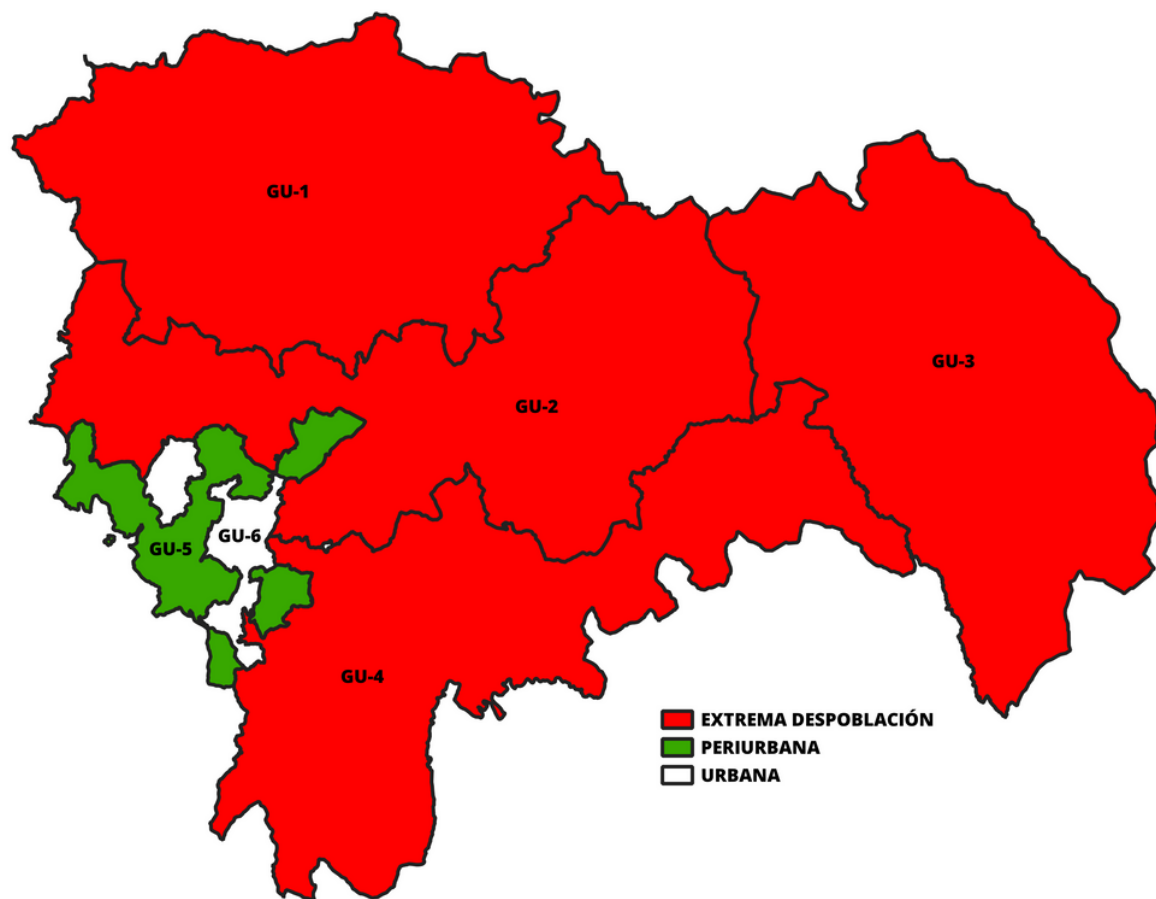 GU-1
GU-3
GU-2
GU-6
GU-5
GU-4
EXTREMA DESPOBLACIÓN
PERIURBANA
URBANA